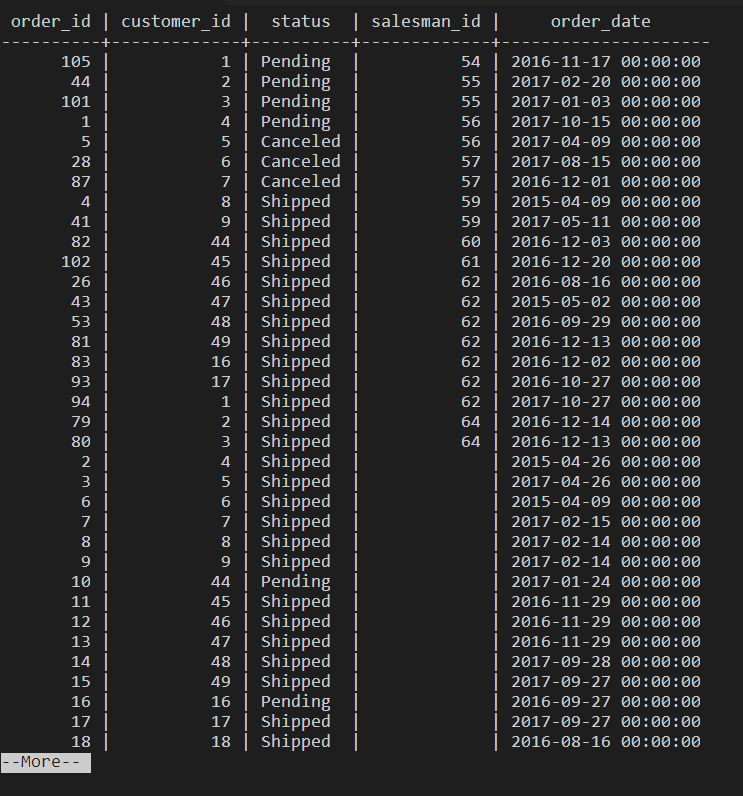 order_id | customer_id |  status  | salesman_id |     order_date
----------+-------------+----------+-------------+---------------------
      105 |           1 | Pending  |          54 | 2016-11-17 00:00:00
       44 |           2 | Pending  |          55 | 2017-02-20 00:00:00
      101 |           3 | Pending  |          55 | 2017-01-03 00:00:00
        1 |           4 | Pending  |          56 | 2017-10-15 00:00:00
        5 |           5 | Canceled |          56 | 2017-04-09 00:00:00
       28 |           6 | Canceled |          57 | 2017-08-15 00:00:00
       87 |           7 | Canceled |          57 | 2016-12-01 00:00:00
        4 |           8 | Shipped  |          59 | 2015-04-09 00:00:00
       41 |           9 | Shipped  |          59 | 2017-05-11 00:00:00
       82 |          44 | Shipped  |          60 | 2016-12-03 00:00:00
      102 |          45 | Shipped  |          61 | 2016-12-20 00:00:00
       26 |          46 | Shipped  |          62 | 2016-08-16 00:00:00
       43 |          47 | Shipped  |          62 | 2015-05-02 00:00:00
       53 |          48 | Shipped  |          62 | 2016-09-29 00:00:00
       81 |          49 | Shipped  |          62 | 2016-12-13 00:00:00
       83 |          16 | Shipped  |          62 | 2016-12-02 00:00:00
       93 |          17 | Shipped  |          62 | 2016-10-27 00:00:00
       94 |           1 | Shipped  |          62 | 2017-10-27 00:00:00
       79 |           2 | Shipped  |          64 | 2016-12-14 00:00:00
       80 |           3 | Shipped  |          64 | 2016-12-13 00:00:00
        2 |           4 | Shipped  |             | 2015-04-26 00:00:00
        3 |           5 | Shipped  |             | 2017-04-26 00:00:00
        6 |           6 | Shipped  |             | 2015-04-09 00:00:00
        7 |           7 | Shipped  |             | 2017-02-15 00:00:00
        8 |           8 | Shipped  |             | 2017-02-14 00:00:00
        9 |           9 | Shipped  |             | 2017-02-14 00:00:00
       10 |          44 | Pending  |             | 2017-01-24 00:00:00
       11 |          45 | Shipped  |             | 2016-11-29 00:00:00
       12 |          46 | Shipped  |             | 2016-11-29 00:00:00
       13 |          47 | Shipped  |             | 2016-11-29 00:00:00
       14 |          48 | Shipped  |             | 2017-09-28 00:00:00
       15 |          49 | Shipped  |             | 2017-09-27 00:00:00
       16 |          16 | Pending  |             | 2016-09-27 00:00:00
       17 |          17 | Shipped  |             | 2017-09-27 00:00:00
       18 |          18 | Shipped  |             | 2016-08-16 00:00:00
--More--